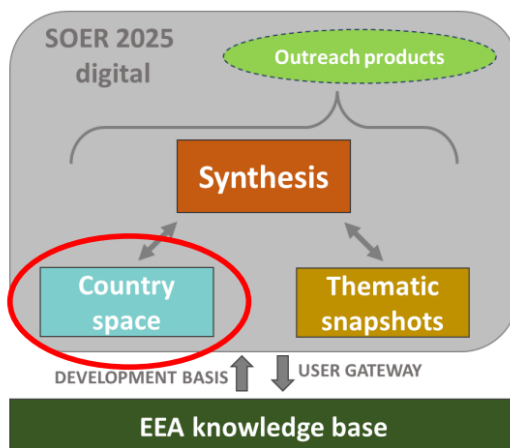 SOER 2025
digital
Outreach products
Synthesis
Country
space
Thematic
snapshots
DEVELOPMENT BASIS
USER GATEWAY
EEA knowledge base